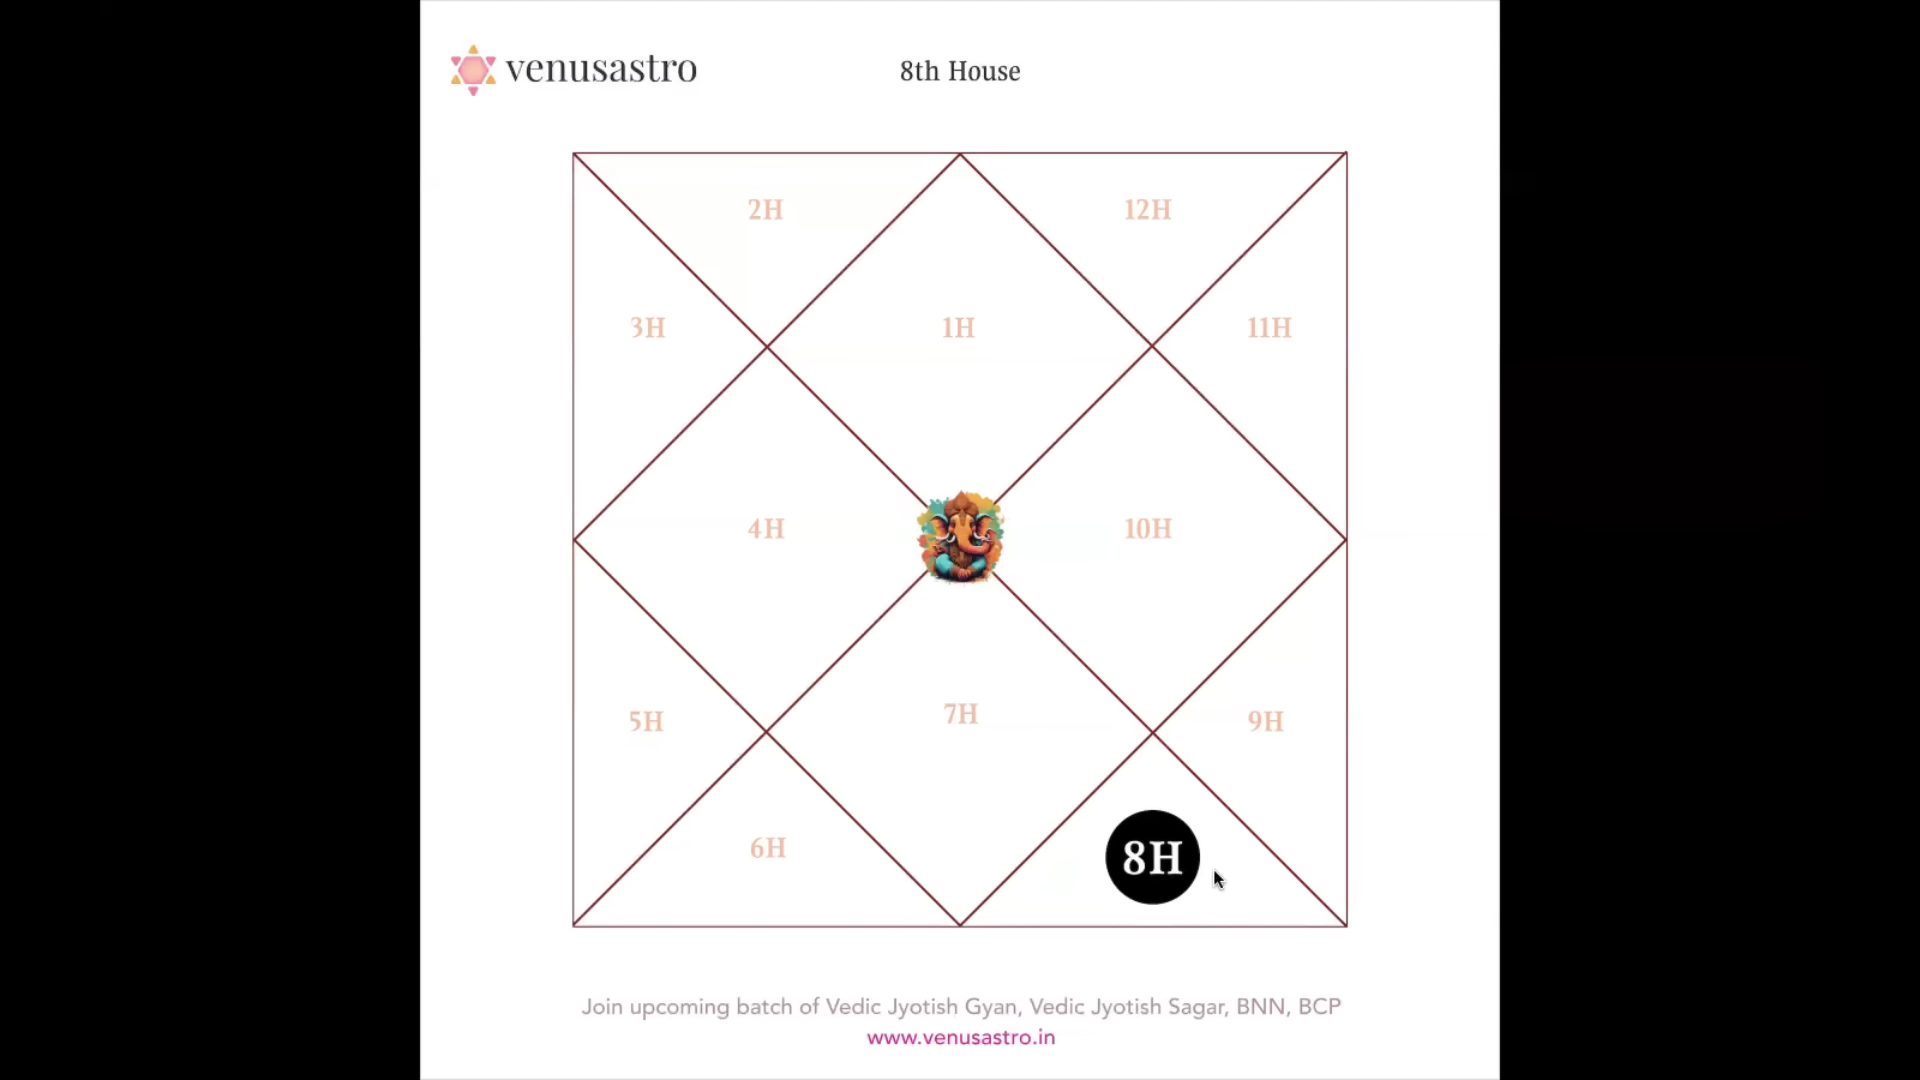 venusastro
8th House
2H
12H
3H
1H
11H
4H
10H
5H
7H
9H
6H
8H
Join upcoming batch of Vedic Jyotish Gyan, Vedic Jyotish Sagar, BNN, BCP
www.venusastro.in